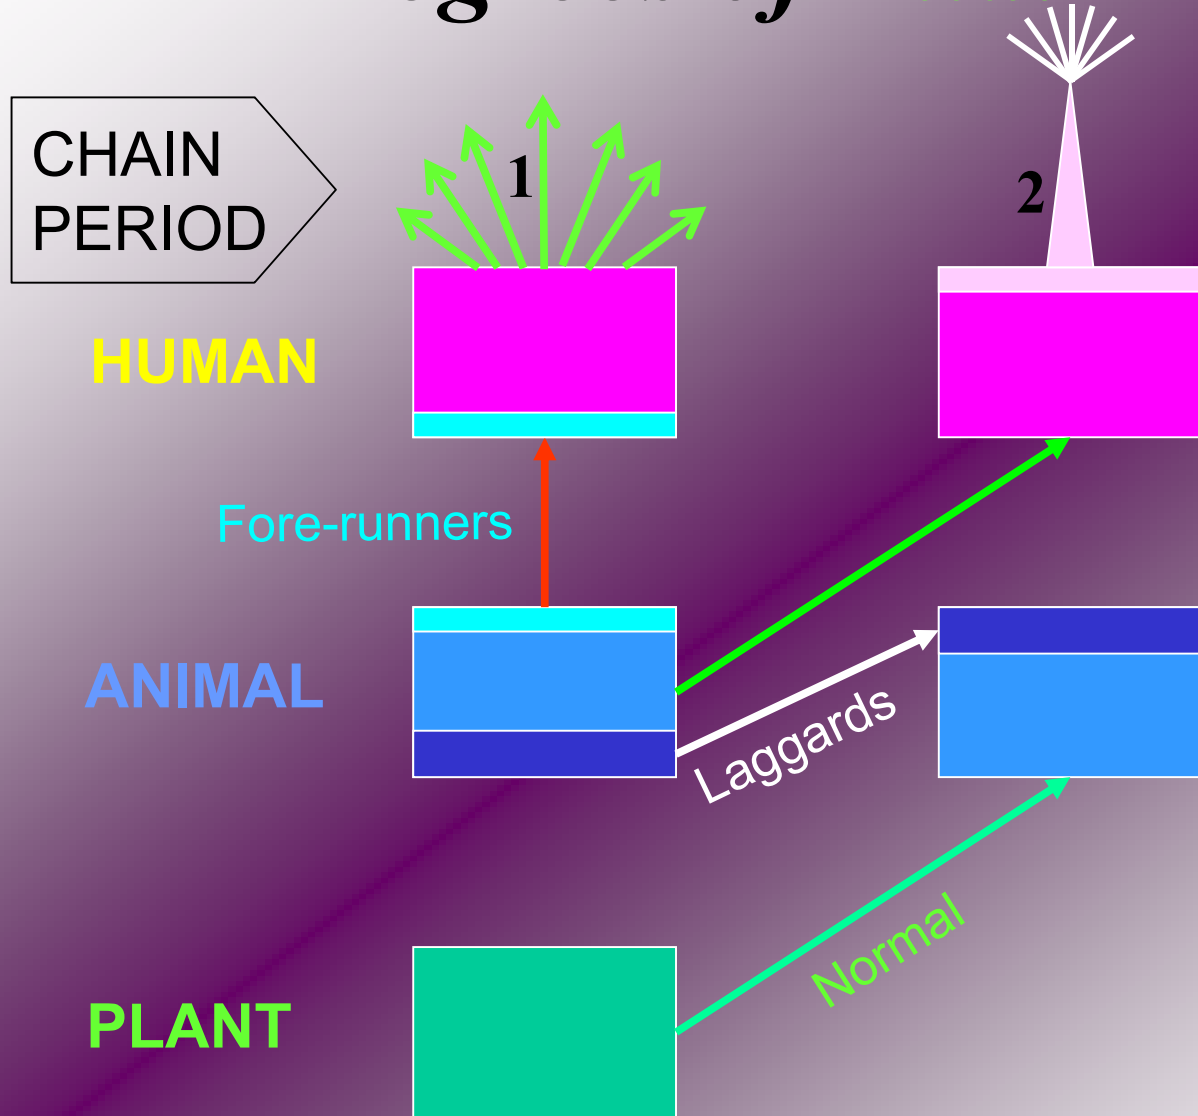 CHAIN
PERIOD
1
2
HUMAN
Fore-runners
ANIMAL
Laggards
Normal
PLANT